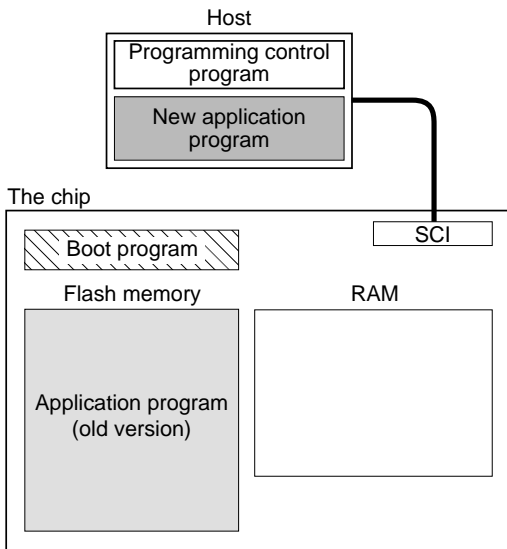 Host
Programming control
program
New application
program
The chip
SCI
Boot program
Flash memory
RAM
Application program
(old version)